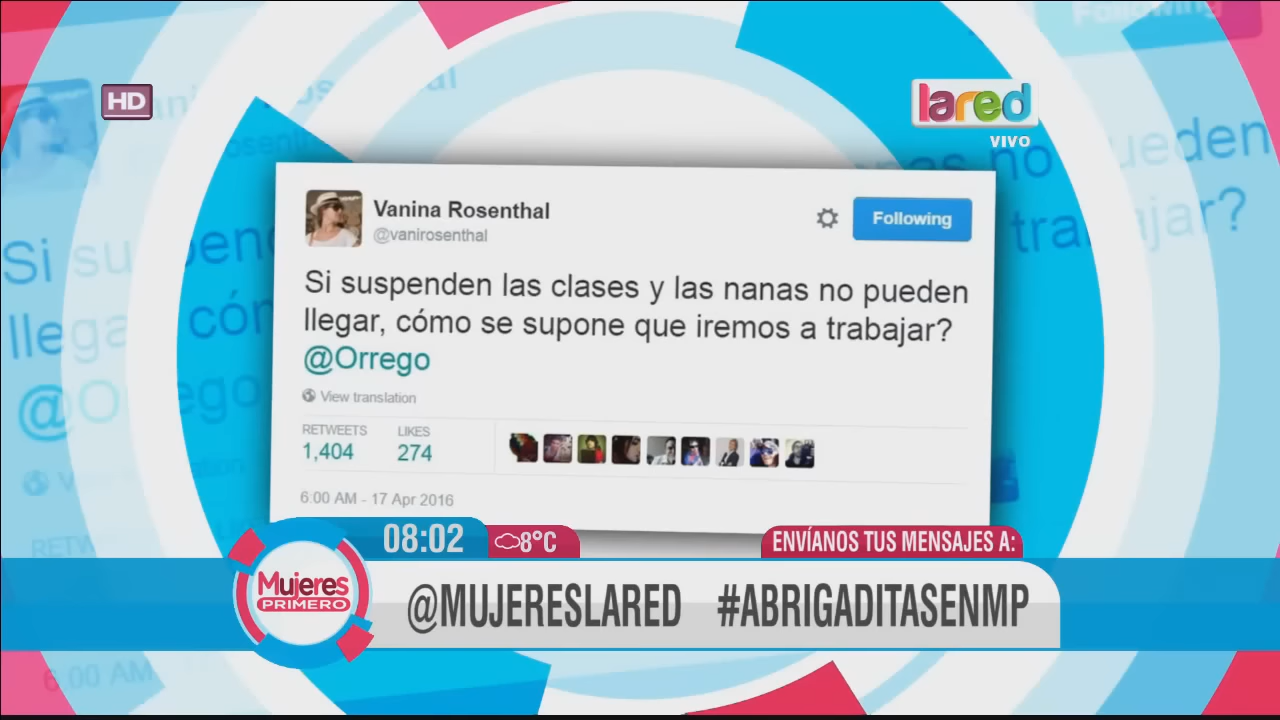 HD
lared
VIVO
Vanina Rosenthal
@vanirosenthal
Following
Si suspenden las clases y las nanas no pueden
llegar, cómo se supone que iremos a trabajar?
@Orrego
View translation
RETWEETS LIKES
1,404 274
6:00 AM - 17 Apr 2016
08:02
8°C
ENVÍANOS TUS MENSAJES A:
Mujeres
PRIMERO
@MUJERESLARED #ABRIGADITASENMP